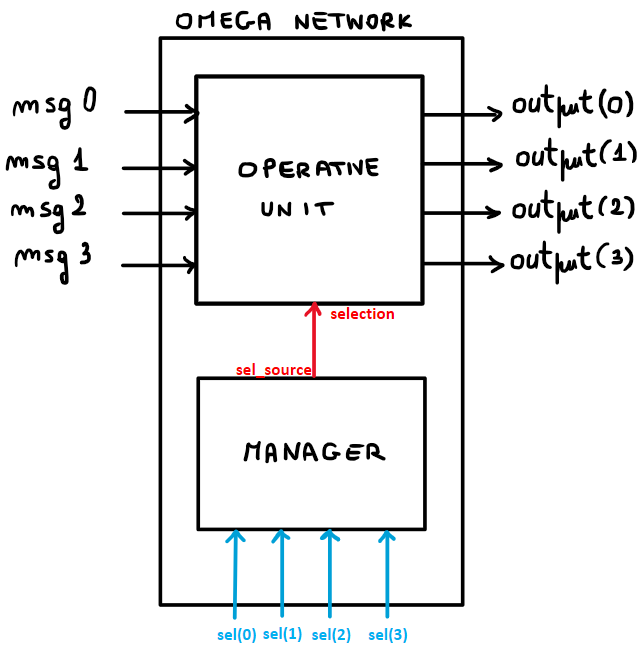 OMEGA NETWORK
msg 0
output(0)
msg 1
output(1)
OPERATIVE
UNIT
msg 2
output(2)
msg 3
output(3)
selection
sel_source
MANAGER
sel(0) sel(1) sel(2) sel(3)